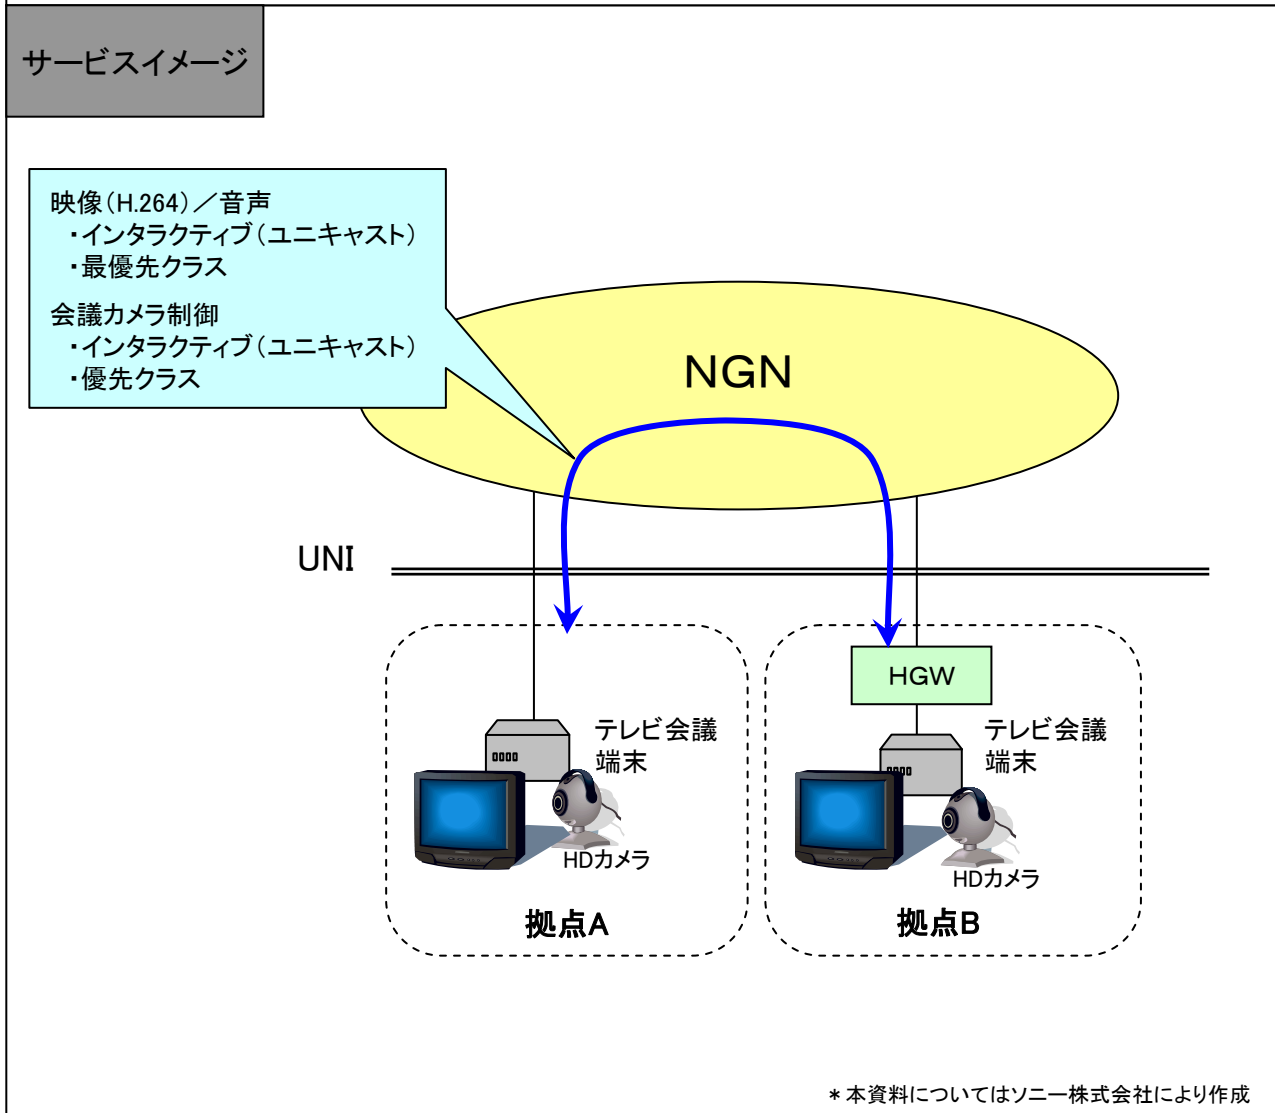 サービスイメージ
映像(H.264)/音声
・インタラクティブ(ユニキャスト)
・最優先クラス
会議カメラ制御
・インタラクティブ(ユニキャスト)
・優先クラス
NGN
UNI
HGW
テレビ会議
端末
HDカメラ
拠点A
テレビ会議
端末
HDカメラ
拠点B
*本資料についてはソニー株式会社により作成